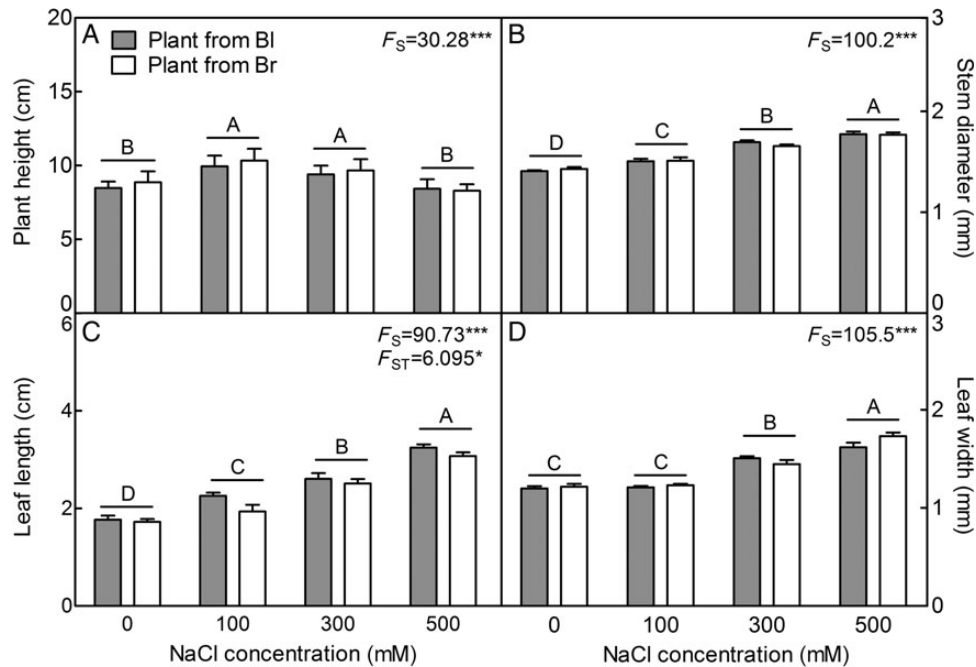 A
Plant from Bl
Plant from Br
F_S=30.28***
20
15
10
5
0
Plant height (cm)
B
A
A
B
B
F_S=100.2***
3
2
1
0
Stem diameter (mm)
D
C
B
A
C
F_S=90.73***
F_ST=6.095*
6
4
2
0
Leaf length (cm)
D
C
B
A
0 100 300 500
NaCl concentration (mM)
D
F_S=105.5***
3
2
1
0
Leaf width (mm)
C
C
B
A
0 100 300 500
NaCl concentration (mM)